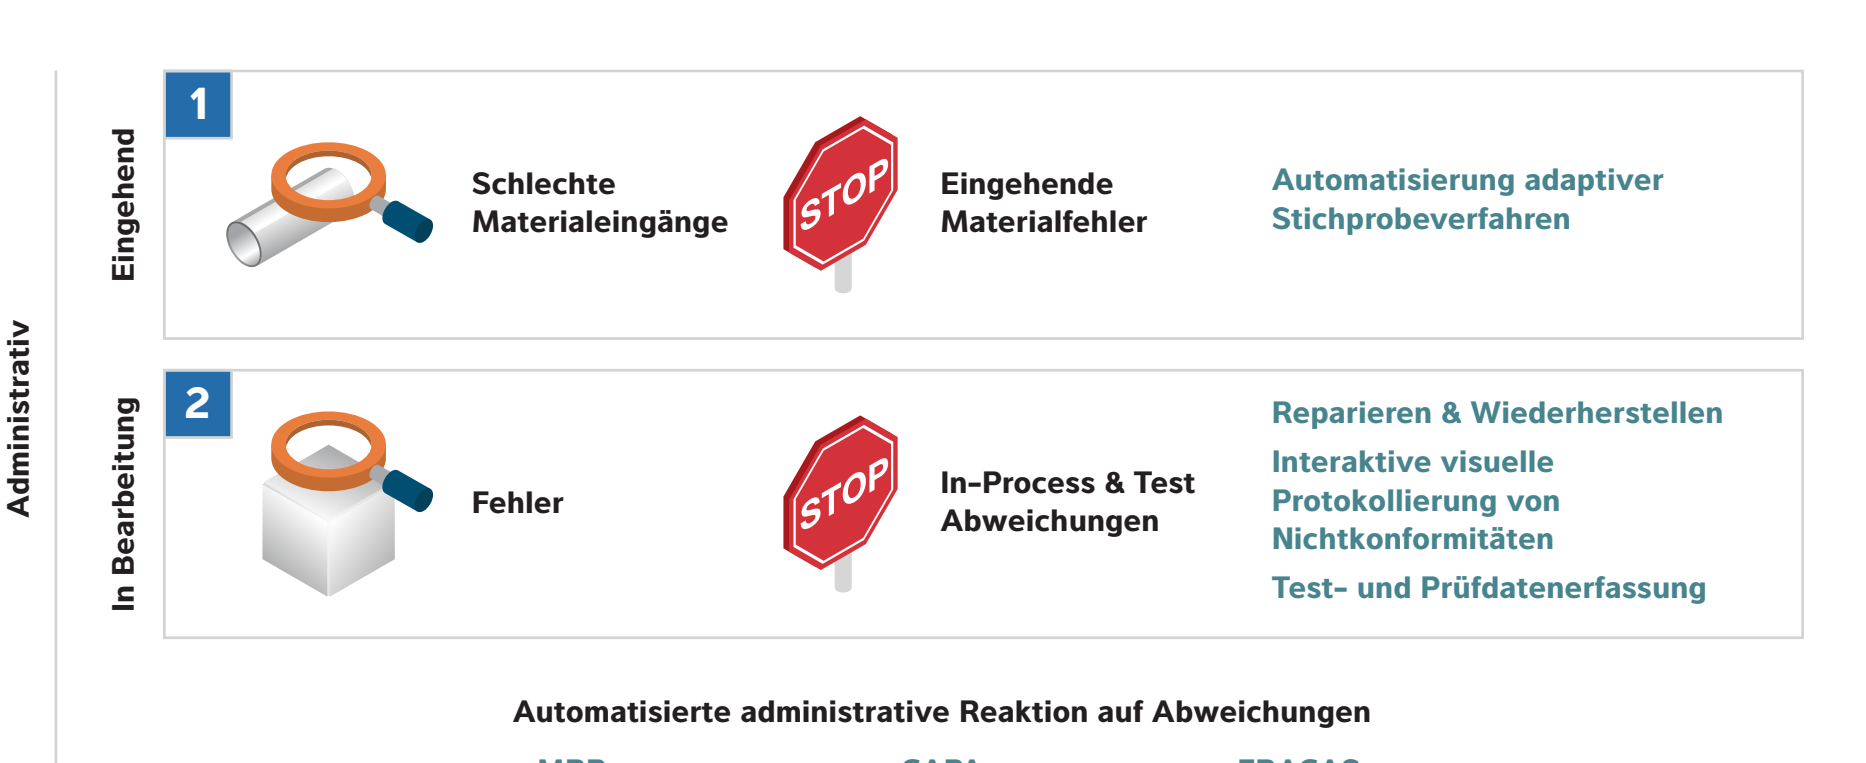 Administrativ
Eingehend
1
Schlechte
Materialeingänge
STOP
Eingehende
Materialfehler
Automatisierung adaptiver
Stichprobeverfahren
In Bearbeitung
2
Fehler
STOP
In-Process & Test
Abweichungen
Reparieren & Wiederherstellen
Interaktive visuelle
Protokollierung von
Nichtkonformitäten
Test- und Prüfdatenerfassung
Automatisierte administrative Reaktion auf Abweichungen